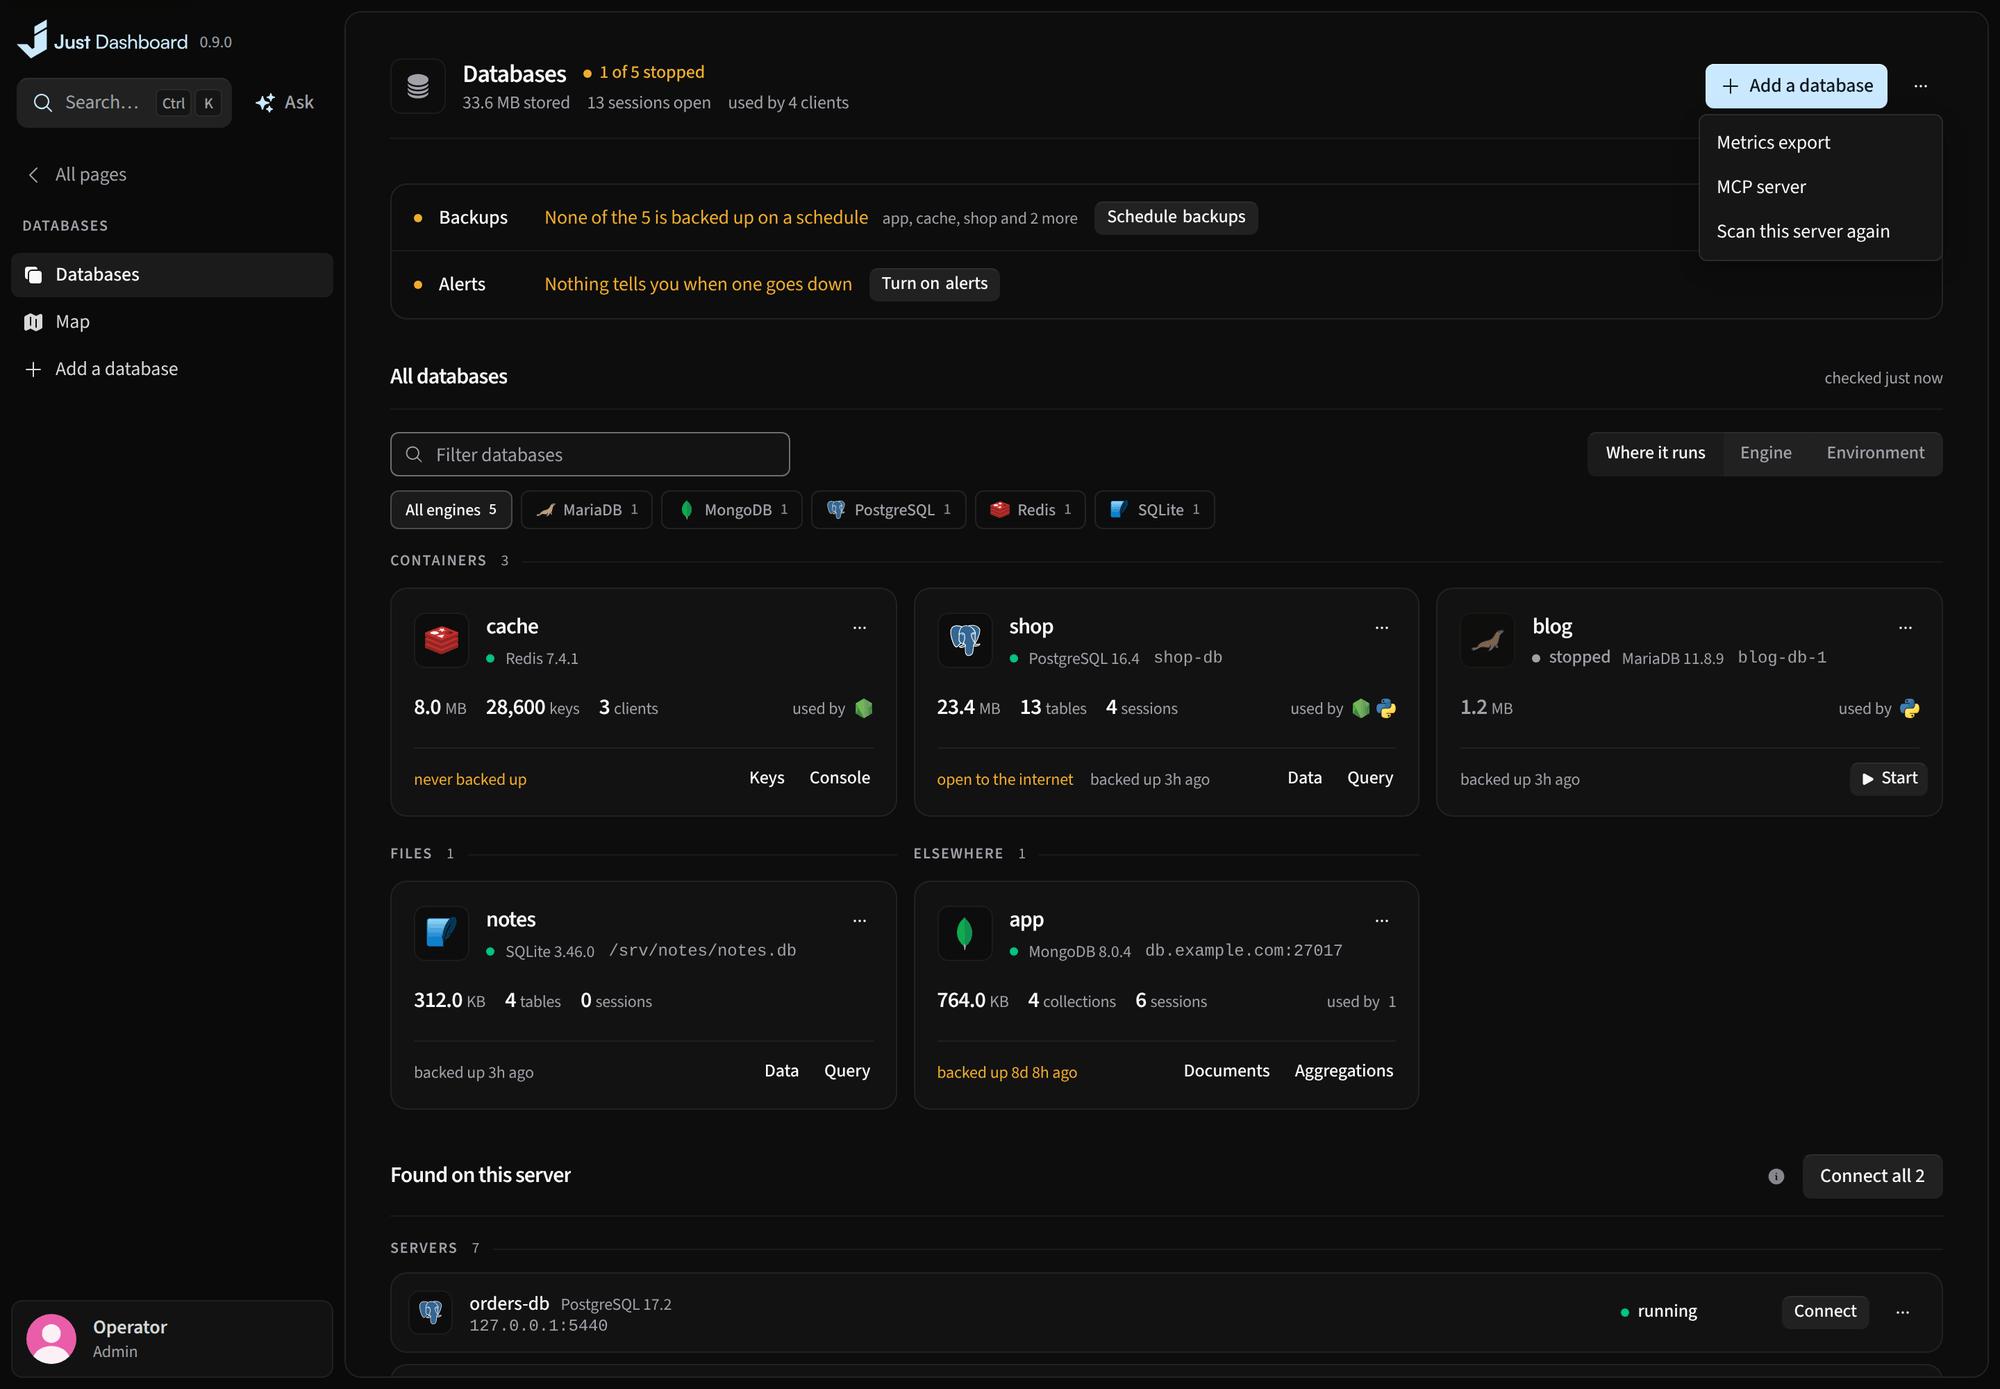 Just Dashboard 0.9.0
Search... Ctrl K
Ask
All pages
DATABASES
Databases
Map
Add a database
Operator
Admin
Databases 1 of 5 stopped
33.6 MB stored 13 sessions open used by 4 clients
Add a database
Metrics export
MCP server
Scan this server again
Backups None of the 5 is backed up on a schedule app, cache, shop and 2 more Schedule backups
Alerts Nothing tells you when one goes down Turn on alerts
All databases
checked just now
Filter databases
Where it runs Engine Environment
All engines 5 MariaDB 1 MongoDB 1 PostgreSQL 1 Redis 1 SQLite 1
CONTAINERS 3
cache
Redis 7.4.1
8.0 MB 28,600 keys 3 clients used by
never backed up Keys Console
shop
PostgreSQL 16.4 shop-db
23.4 MB 13 tables 4 sessions used by
open to the internet backed up 3h ago Data Query
blog
stopped MariaDB 11.8.9 blog-db-1
1.2 MB used by
backed up 3h ago Start
FILES 1
notes
SQLite 3.46.0 /srv/notes/notes.db
312.0 KB 4 tables 0 sessions
backed up 3h ago Data Query
ELSEWHERE 1
app
MongoDB 8.0.4 db.example.com:27017
764.0 KB 4 collections 6 sessions used by 1
backed up 8d 8h ago Documents Aggregations
Found on this server
Connect all 2
SERVERS 7
orders-db PostgreSQL 17.2
127.0.0.1:5440
running Connect